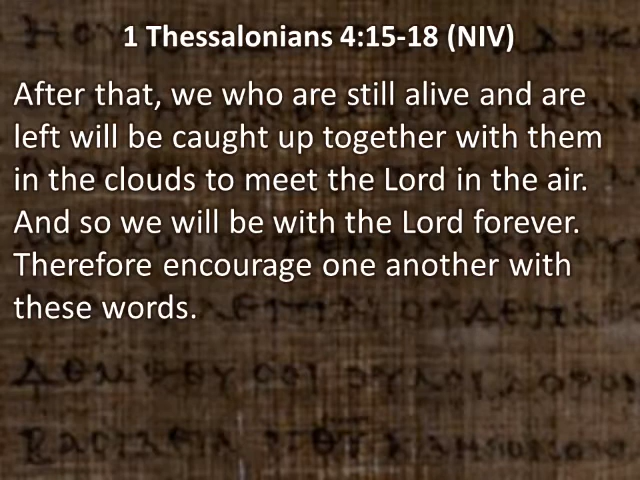 1 Thessalonians 4:15-18 (NIV)
After that, we who are still alive and are
left will be caught up together with them
in the clouds to meet the Lord in the air.
And so we will be with the Lord forever.
Therefore encourage one another with
these words.